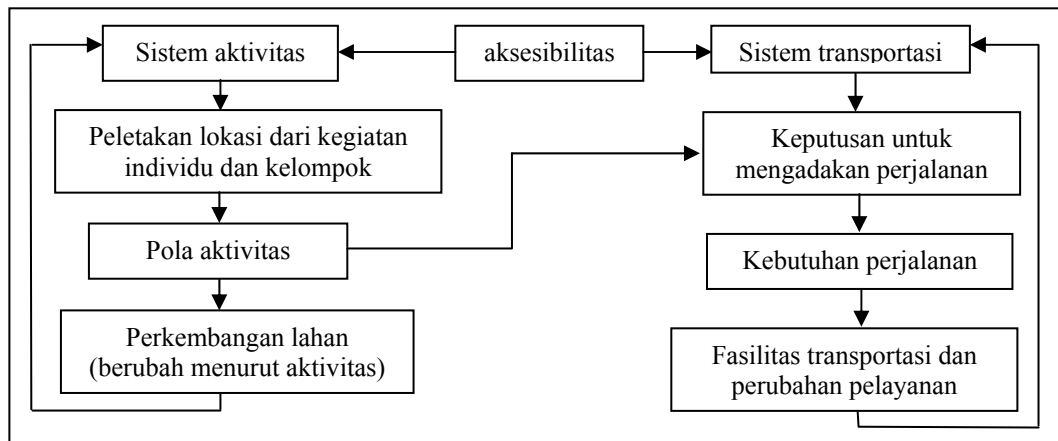 Sistem aktivitas
aksesibilitas
Sistem transportasi
Peletakan lokasi dari kegiatan
individu dan kelompok
Keputusan untuk
mengadakan perjalanan
Pola aktivitas
Kebutuhan perjalanan
Perkembangan lahan
(berubah menurut aktivitas)
Fasilitas transportasi dan
perubahan pelayanan